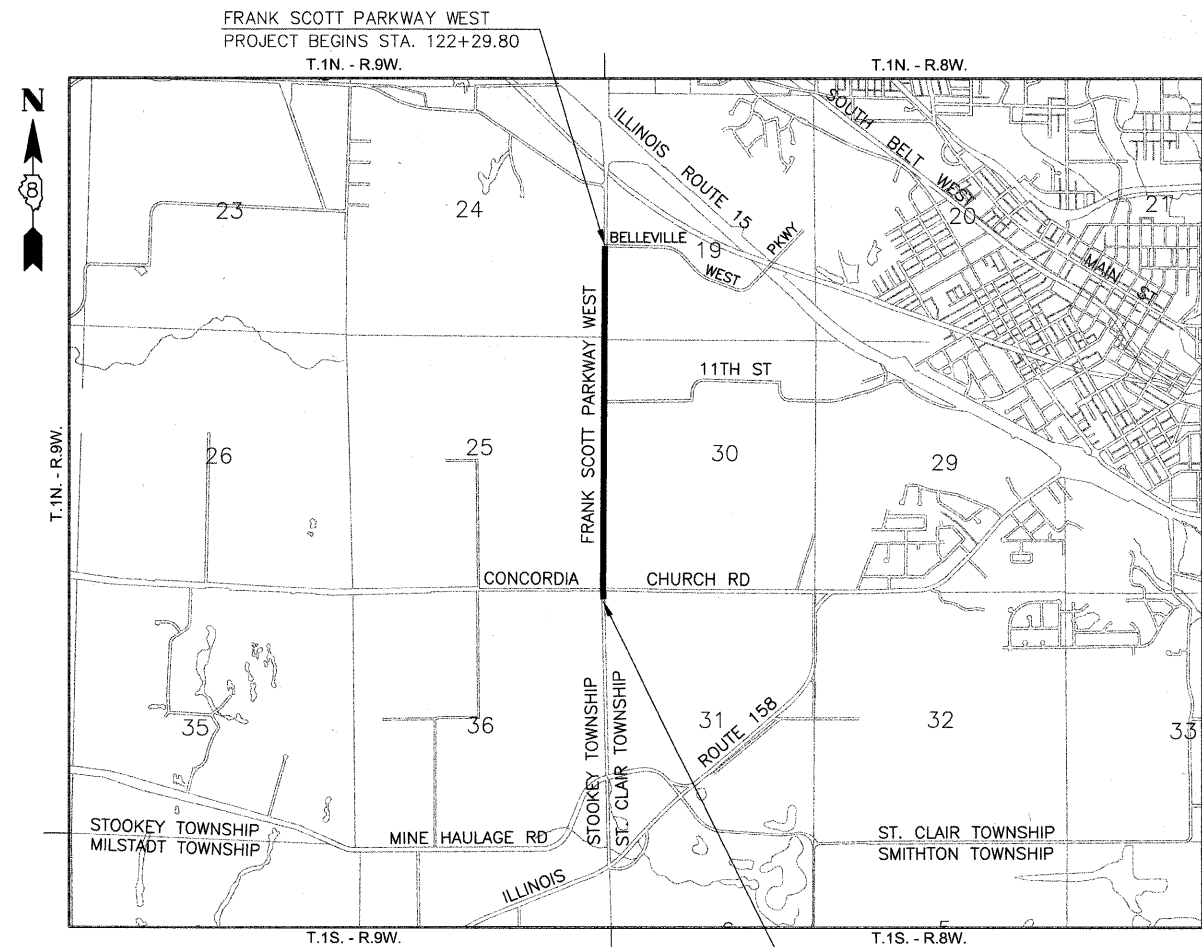 FRANK SCOTT PARKWAY WEST
PROJECT BEGINS STA. 122+29.80
T.1N. - R.9W.
T.1N. - R.8W.
N
8
ILLINOIS ROUTE 15
SOUTH BELT WEST
MAIN ST
23
24
19
20
21
BELLEVILLE WEST PKWY
FRANK SCOTT PARKWAY WEST
11TH ST
T.1N. - R.9W.
26
25
30
29
CONCORDIA CHURCH RD
STOOKEY TOWNSHIP
ST. CLAIR TOWNSHIP
35
36
31
32
33
ILLINOIS ROUTE 158
STOOKEY TOWNSHIP
MILSTADT TOWNSHIP
MINE HAULAGE RD
ST. CLAIR TOWNSHIP
SMITHTON TOWNSHIP
T.1S. - R.9W.
T.1S. - R.8W.